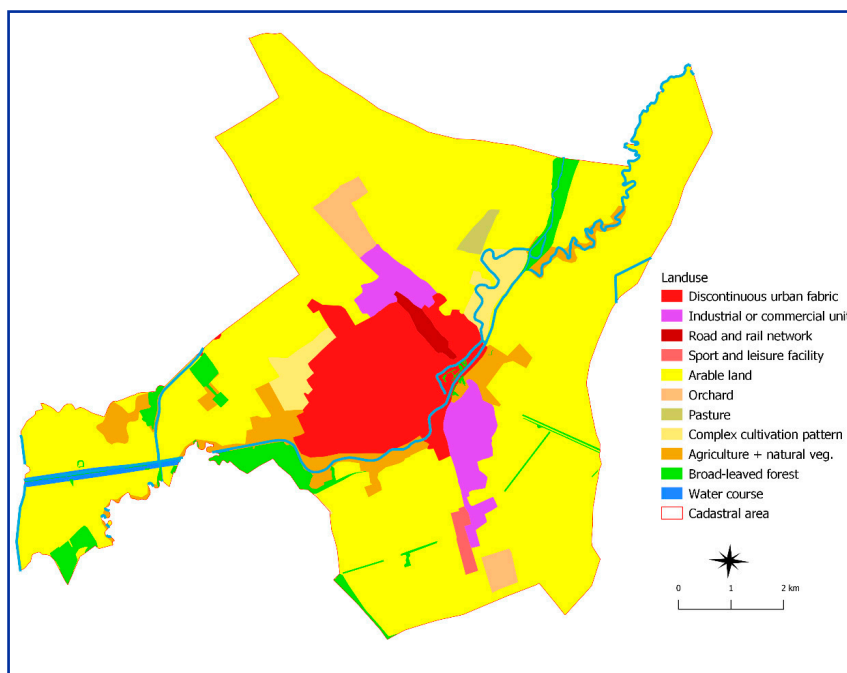 Landuse
Discontinuous urban fabric
Industrial or commercial unit
Road and rail network
Sport and leisure facility
Arable land
Orchard
Pasture
Complex cultivation pattern
Agriculture + natural veg.
Broad-leaved forest
Water course
Cadastral area
0 1 2 km